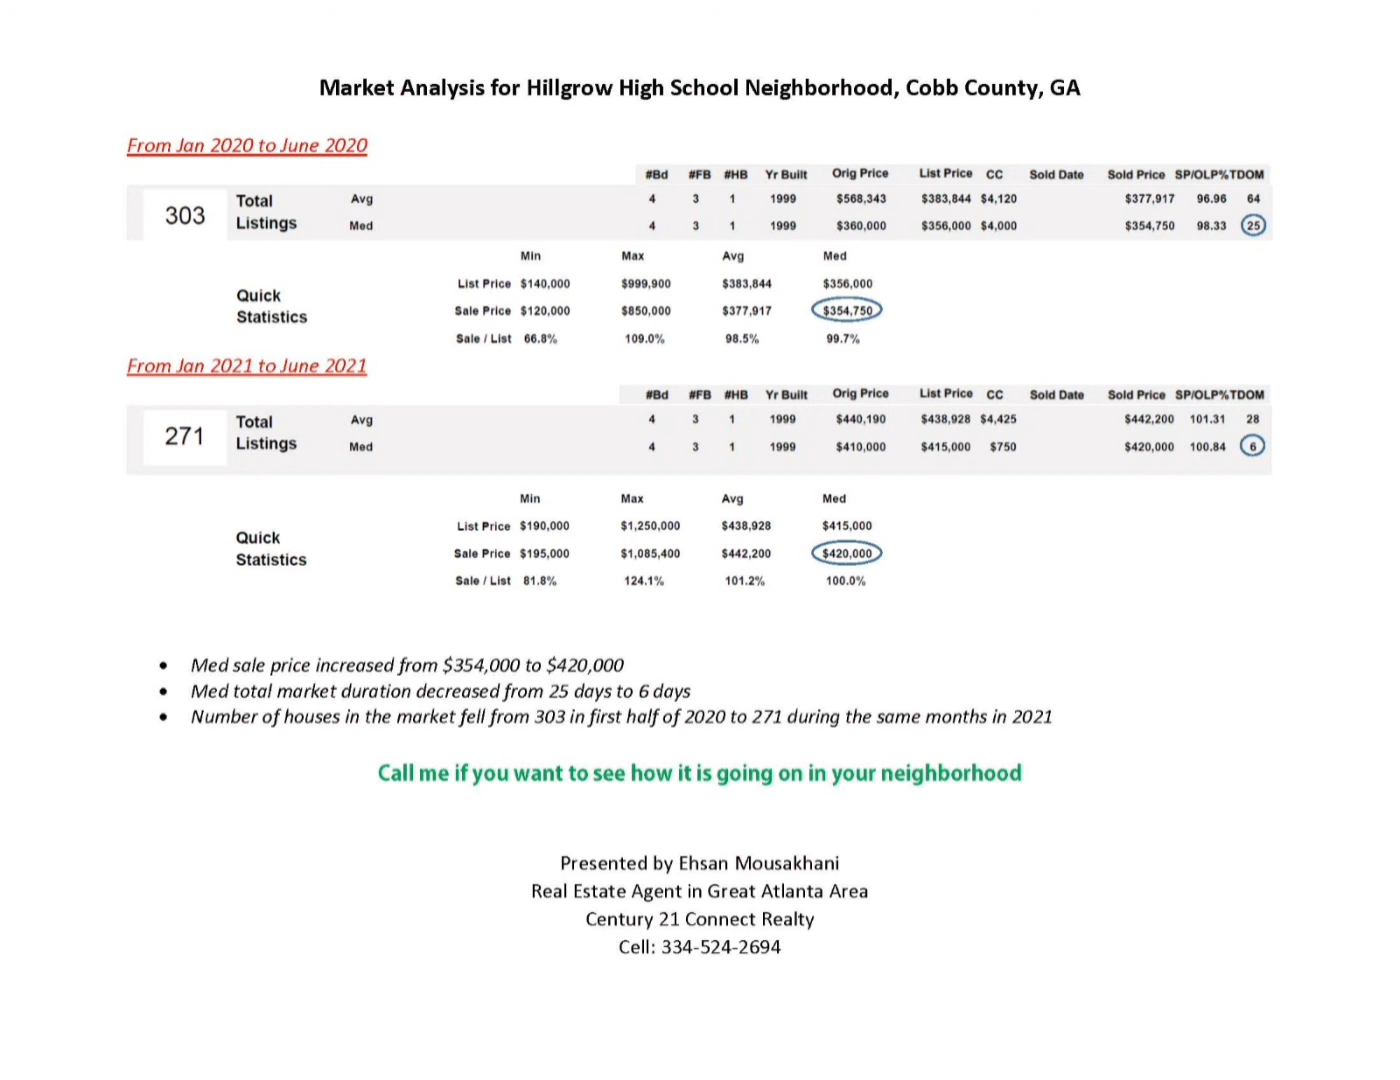 Market Analysis for Hillgrow High School Neighborhood, Cobb County, GA
From Jan 2020 to June 2020
#Bd #FB #HB Yr Built Orig Price List Price CC Sold Date Sold Price SP/OLP% TDOM
303 Total Listings Avg 4 3 1 1999 $568,343 $383,844 $4,120 $377,917 96.96 64
Med 4 3 1 1999 $360,000 $356,000 $4,000 $354,750 98.33 25
Min Max Avg Med
Quick Statistics
List Price $140,000 $999,900 $383,844 $356,000
Sale Price $120,000 $850,000 $377,917 $354,750
Sale / List 66.8% 109.0% 98.5% 99.7%
From Jan 2021 to June 2021
#Bd #FB #HB Yr Built Orig Price List Price CC Sold Date Sold Price SP/OLP% TDOM
271 Total Listings Avg 4 3 1 1999 $440,190 $438,928 $4,425 $442,200 101.31 28
Med 4 3 1 1999 $410,000 $415,000 $750 $420,000 100.84 6
Min Max Avg Med
Quick Statistics
List Price $190,000 $1,250,000 $438,928 $415,000
Sale Price $195,000 $1,085,400 $442,200 $420,000
Sale / List 81.8% 124.1% 101.2% 100.0%
• Med sale price increased from $354,000 to $420,000
• Med total market duration decreased from 25 days to 6 days
• Number of houses in the market fell from 303 in first half of 2020 to 271 during the same months in 2021
Call me if you want to see how it is going on in your neighborhood
Presented by Ehsan Mousakhani
Real Estate Agent in Great Atlanta Area
Century 21 Connect Realty
Cell: 334-524-2694